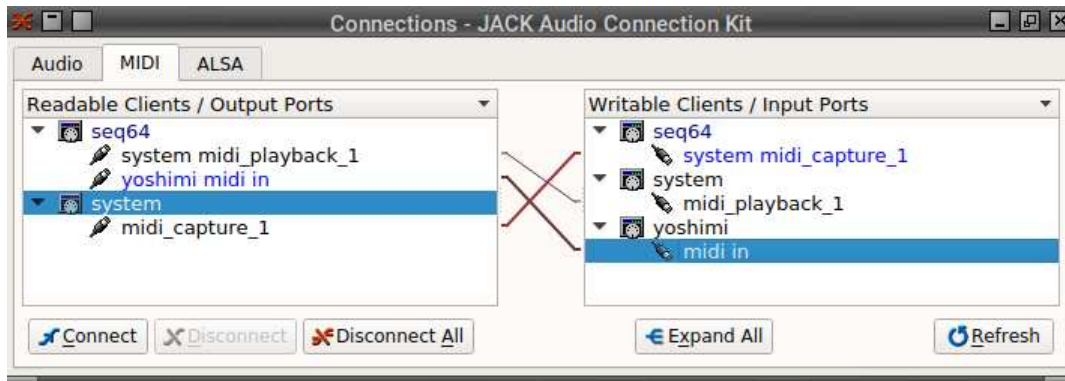 Connections - JACK Audio Connection Kit
Audio MIDI ALSA
Readable Clients / Output Ports
seq64
system midi_playback_1
yoshimi midi in
system
midi_capture_1
Writable Clients / Input Ports
seq64
system midi_capture_1
system
midi_playback_1
yoshimi
midi in
Connect Disconnect Disconnect All Expand All Refresh